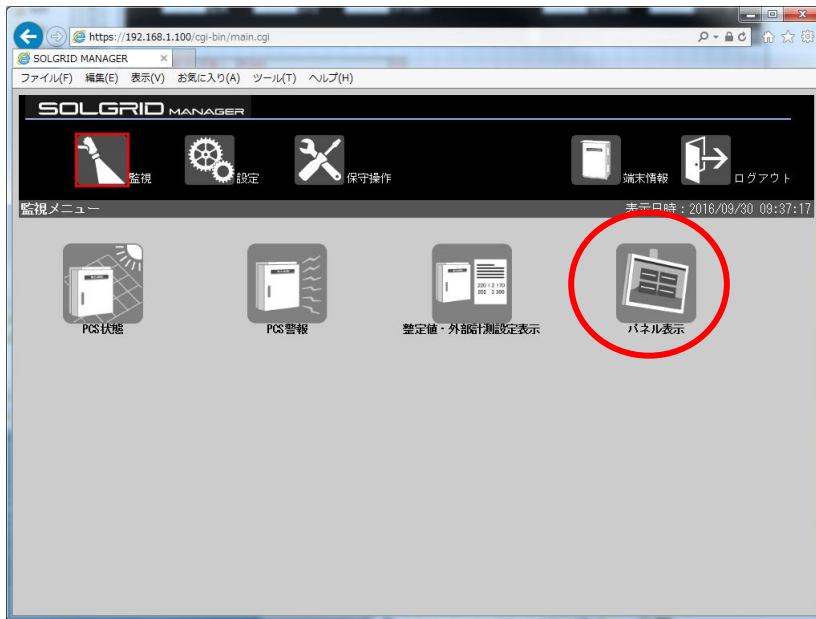 https://192.168.1.100/cgi-bin/main.cgi
SOLGRID MANAGER
ファイル(F) 編集(E) 表示(V) お気に入り(A) ツール(T) ヘルプ(H)
SOLGRID MANAGER
監視 設定 保守操作 端末情報 ログアウト
監視メニュー 表示日時:2016/09/30 09:37:17
PCS状態 PCS警報 整定値・外部計測設定表示 パネル表示